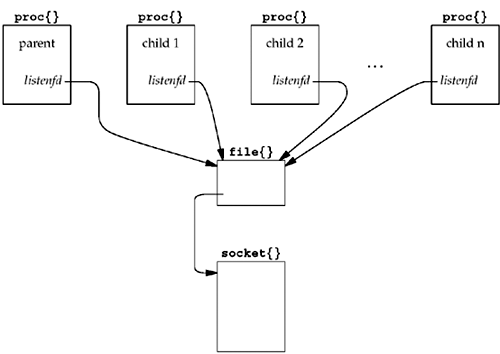 proc{} proc{} proc{} proc{}
parent child 1 child 2 child n
...
listenfd listenfd listenfd listenfd
file{}
socket{}